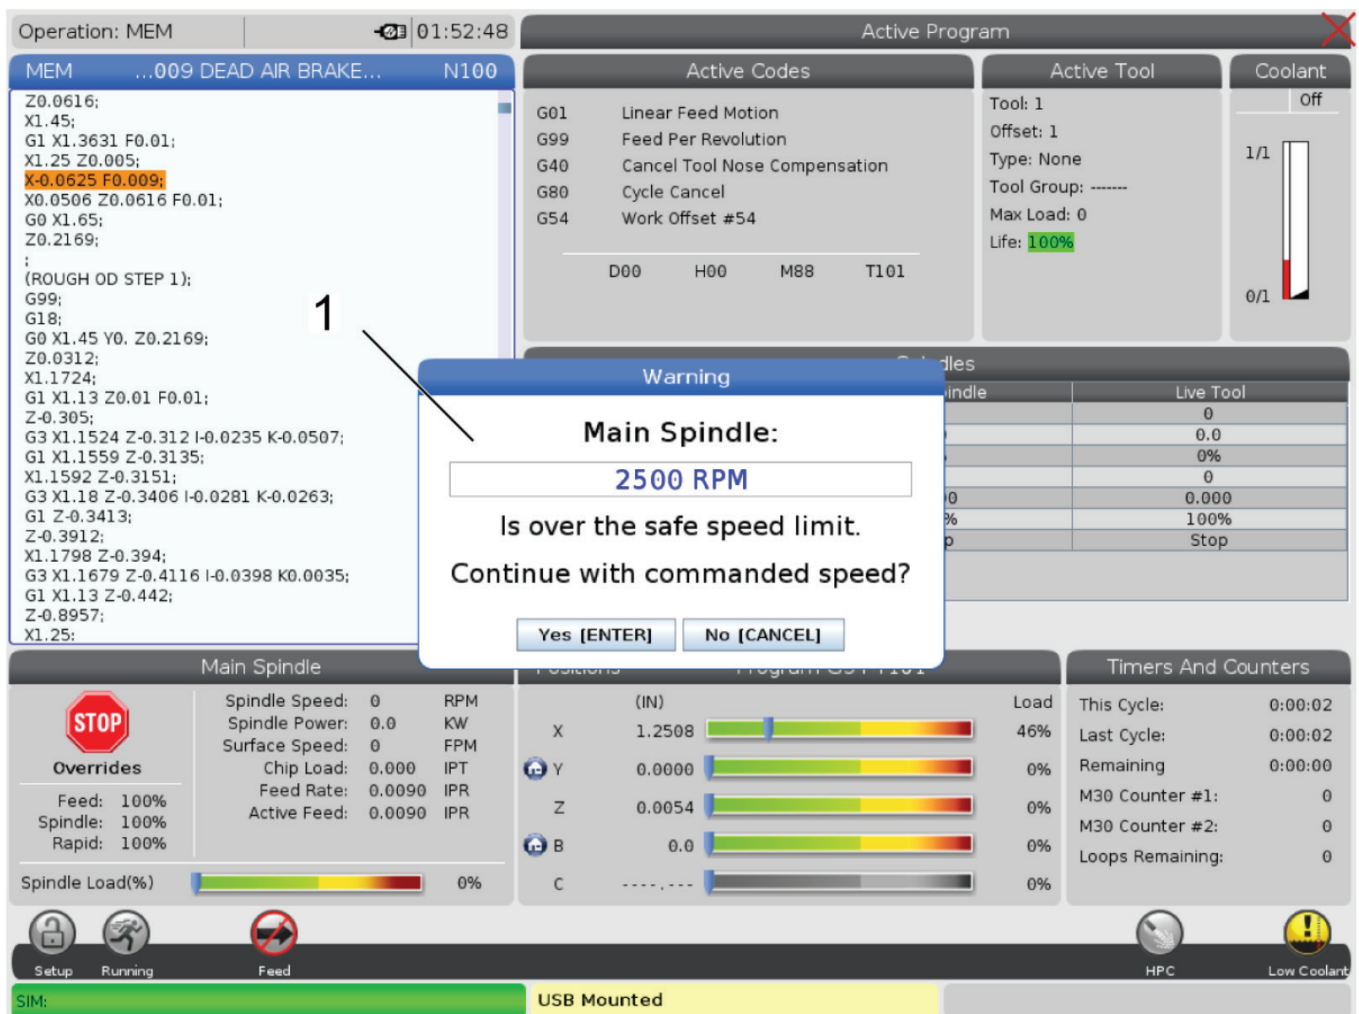 Operation: MEM
01:52:48
Active Program
MEM ...009 DEAD AIR BRAKE... N100
Z0.0616;
X1.45;
G1 X1.3631 F0.01;
X1.25 Z0.005;
X-0.0625 F0.009;
X0.0506 Z0.0616 F0.01;
G0 X1.65;
Z0.2169;
;
(ROUGH OD STEP 1);
G99;
G18;
G0 X1.45 Y0. Z0.2169;
Z0.0312;
X1.1724;
G1 X1.13 Z0.01 F0.01;
Z-0.305;
G3 X1.1524 Z-0.312 I-0.0235 K-0.0507;
G1 X1.1559 Z-0.3135;
X1.1592 Z-0.3151;
G3 X1.18 Z-0.3406 I-0.0281 K-0.0263;
G1 Z-0.3413;
Z-0.3912;
X1.1798 Z-0.394;
G3 X1.1679 Z-0.4116 I-0.0398 K0.0035;
G1 X1.13 Z-0.442;
Z-0.8957;
X1.25:
1
Active Codes
G01 Linear Feed Motion
G99 Feed Per Revolution
G40 Cancel Tool Nose Compensation
G80 Cycle Cancel
G54 Work Offset #54
D00 H00 M88 T101
Active Tool
Tool: 1
Offset: 1
Type: None
Tool Group: -------
Max Load: 0
Life: 100%
Coolant
Off
1/1
0/1
Live Tool
0
0.0
0%
0
0.000
% 100%
Stop
Warning
Main Spindle:
2500 RPM
Is over the safe speed limit.
Continue with commanded speed?
Yes [ENTER] No [CANCEL]
Main Spindle
STOP
Overrides
Feed: 100%
Spindle: 100%
Rapid: 100%
Spindle Speed: 0 RPM
Spindle Power: 0.0 KW
Surface Speed: 0 FPM
Chip Load: 0.000 IPT
Feed Rate: 0.0090 IPR
Active Feed: 0.0090 IPR
Spindle Load(%) 0%
(IN) Load
X 1.2508 46%
Y 0.0000 0%
Z 0.0054 0%
B 0.0 0%
C ----.--- 0%
Timers And Counters
This Cycle: 0:00:02
Last Cycle: 0:00:02
Remaining 0:00:00
M30 Counter #1: 0
M30 Counter #2: 0
Loops Remaining: 0
Setup Running Feed HPC Low Coolant
SIM:
USB Mounted